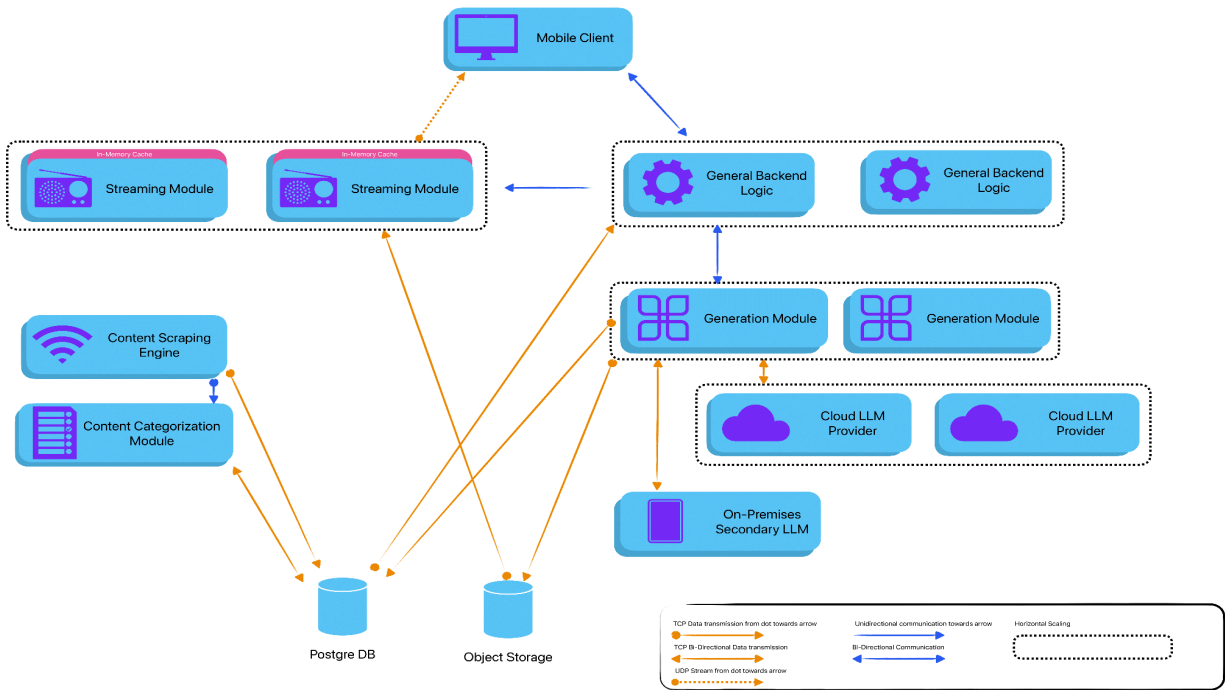 Mobile Client
In-Memory Cache
In-Memory Cache
Streaming Module
Streaming Module
General Backend
Logic
General Backend
Logic
Generation Module
Generation Module
Content Scraping
Engine
Content Categorization
Module
Cloud LLM
Provider
Cloud LLM
Provider
On-Premises
Secondary LLM
Postgre DB
Object Storage
TCP Data transmission from dot towards arrow
Unidirectional communication towards arrow
Horizontal Scaling
TCP Bi-Directional Data transmission
Bi-Directional Communication
UDP Stream from dot towards arrow